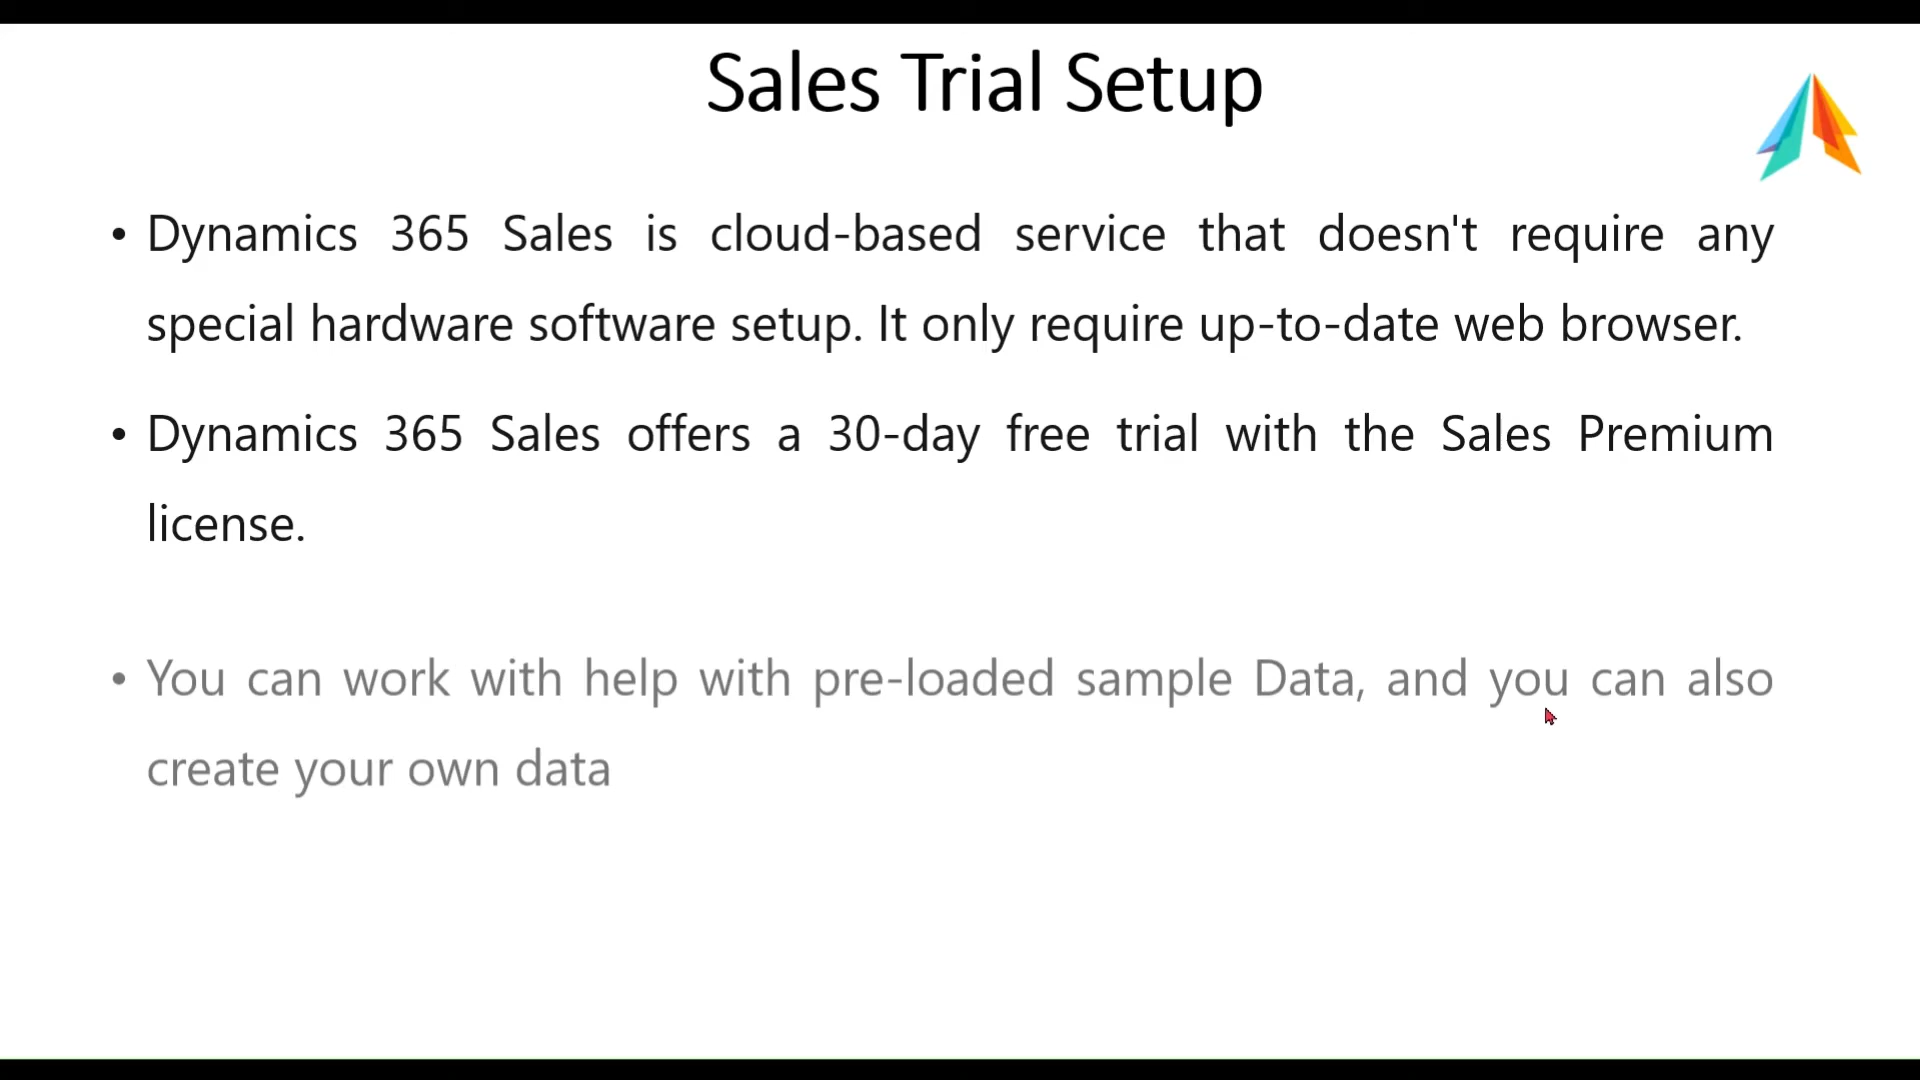 Sales Trial Setup
• Dynamics 365 Sales is cloud-based service that doesn't require any
special hardware software setup. It only require up-to-date web browser.
• Dynamics 365 Sales offers a 30-day free trial with the Sales Premium
license.
• You can work with help with pre-loaded sample Data, and you can also
create your own data